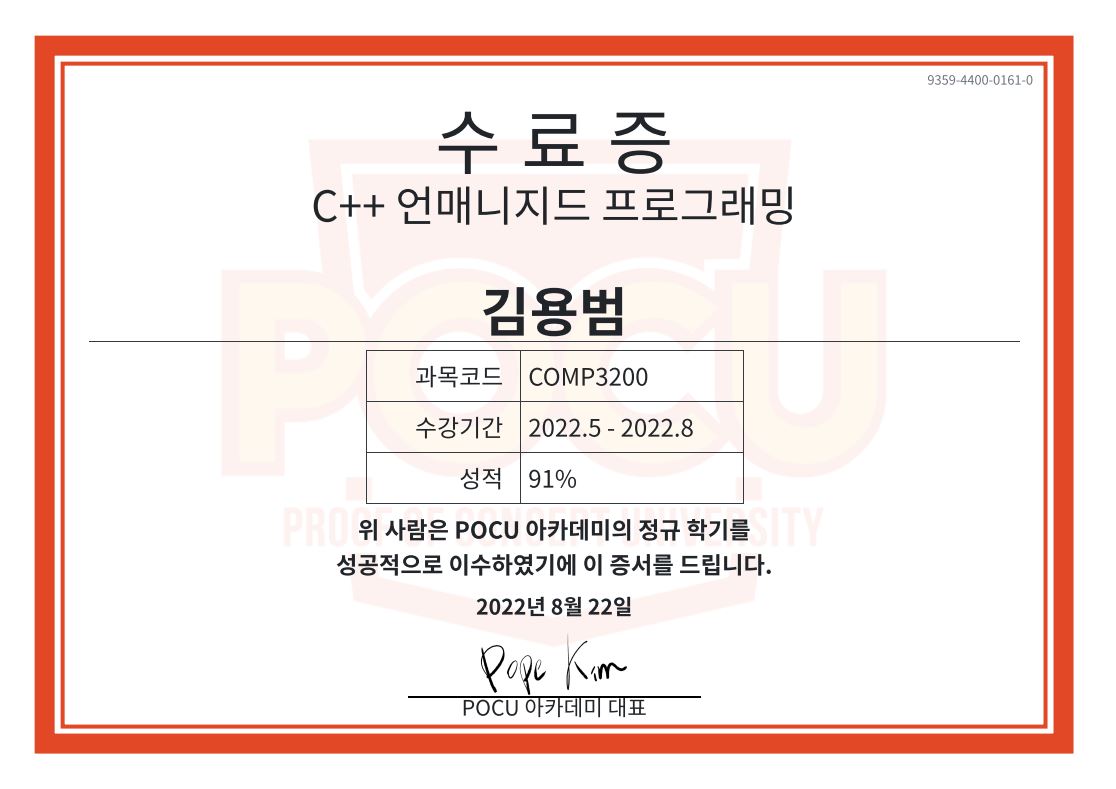 9359-4400-0161-0
수 료 증
C++ 언매니지드 프로그래밍
김용범
과목코드 COMP3200
수강기간 2022.5 - 2022.8
성적 91%
POCU
PROOF OF CONCEPT UNIVERSITY
위 사람은 POCU 아카데미의 정규 학기를
성공적으로 이수하였기에 이 증서를 드립니다.
2022년 8월 22일
Pope Kim
POCU 아카데미 대표